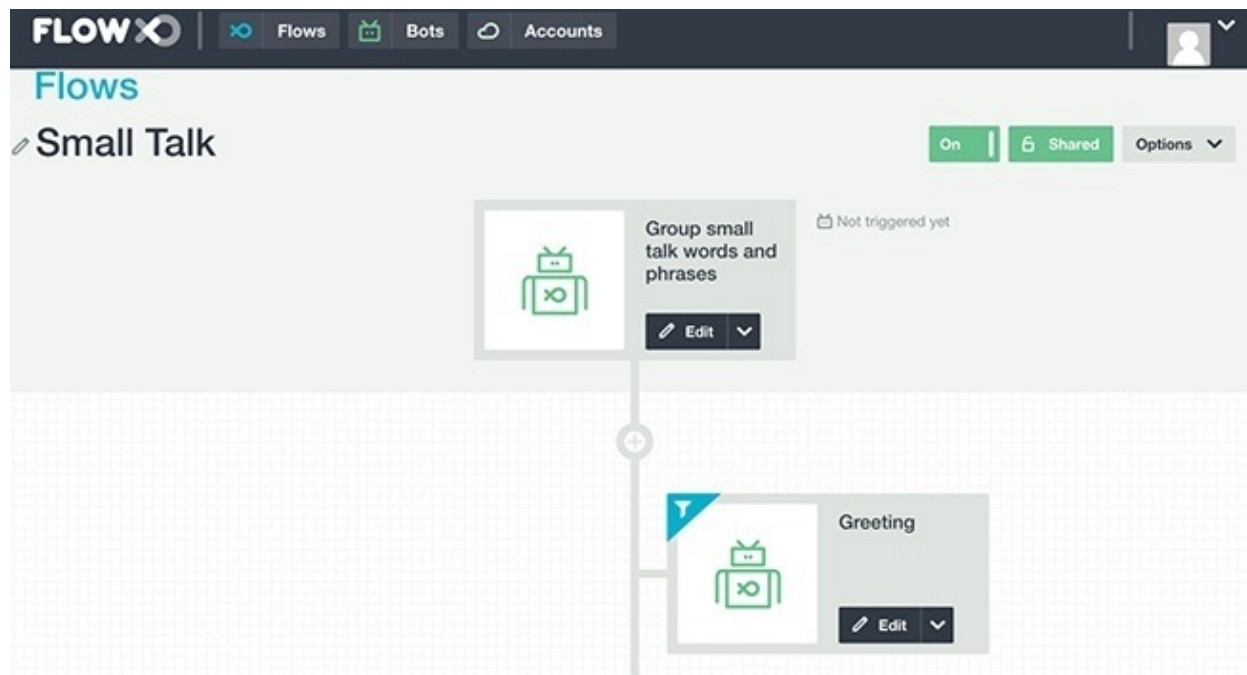 FLOW XO
Flows
Bots
Accounts
Flows
Small Talk
On
Shared
Options
Group small
talk words and
phrases
Not triggered yet
Edit
Greeting
Edit